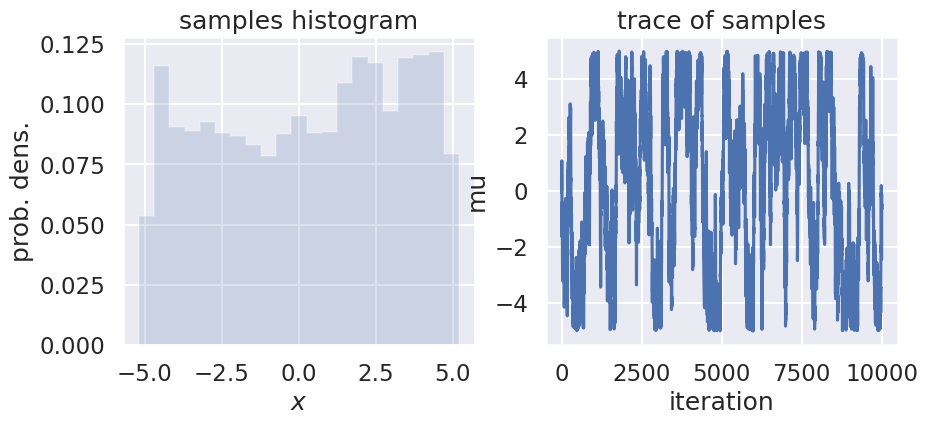 samples histogram
prob. dens.
0.125
0.100
0.075
0.050
0.025
0.000
−5.0 −2.5 0.0 2.5 5.0
x
trace of samples
mu
4
2
0
−2
−4
0 2500 5000 7500 10000
iteration